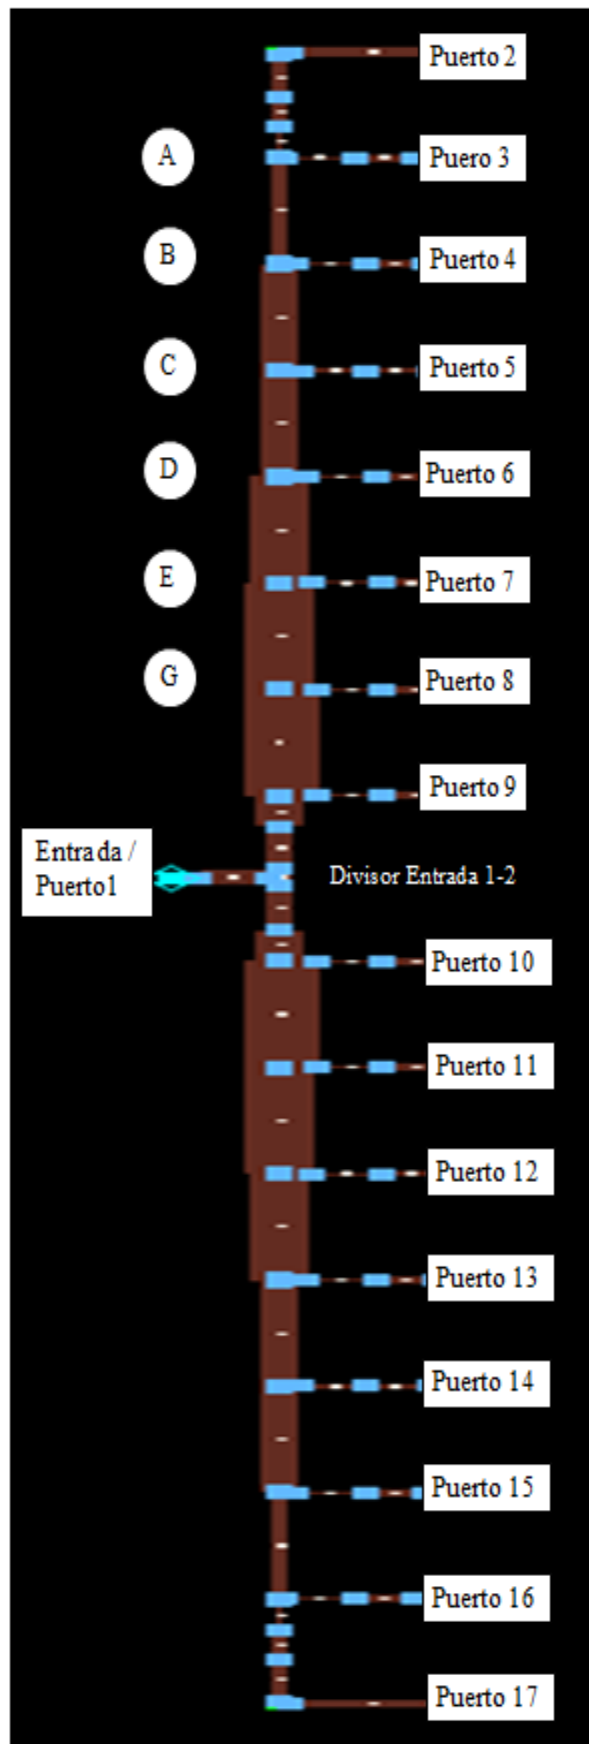 Puerto 2
A
Puero 3
B
Puerto 4
C
Puerto 5
D
Puerto 6
E
Puerto 7
G
Puerto 8
Puerto 9
Entrada /
Puerto1
Divisor Entrada 1-2
Puerto 10
Puerto 11
Puerto 12
Puerto 13
Puerto 14
Puerto 15
Puerto 16
Puerto 17